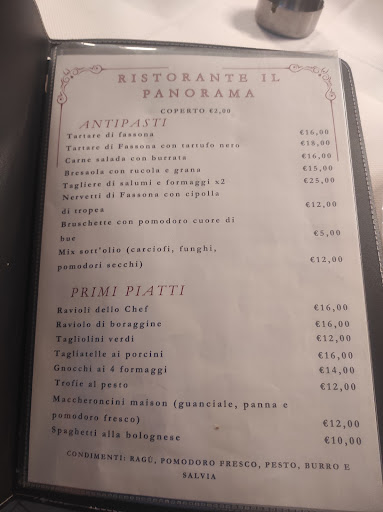 RISTORANTE IL
PANORAMA
COPERTO €2,00
ANTIPASTI
Tartare di fassona €16,00
Tartare di Fassona con tartufo nero €18,00
Carne salada con burrata €16,00
Bresaola con rucola e grana €15,00
Tagliere di salumi e formaggi x2 €25,00
Nervetti di Fassona con cipolla
di tropea €12,00
Bruschette con pomodoro cuore di
bue €5,00
Mix sott'olio (carciofi, funghi,
pomodori secchi) €12,00
PRIMI PIATTI
Ravioli dello Chef €16,00
Raviolo di boraggine €16,00
Tagliolini verdi €12,00
Tagliatelle ai porcini €16,00
Gnocchi ai 4 formaggi €14,00
Trofie al pesto €12,00
Maccheroncini maison (guanciale, panna e
pomodoro fresco) €12,00
Spaghetti alla bolognese €10,00
CONDIMENTI: RAGÙ, POMODORO FRESCO, PESTO, BURRO E
SALVIA